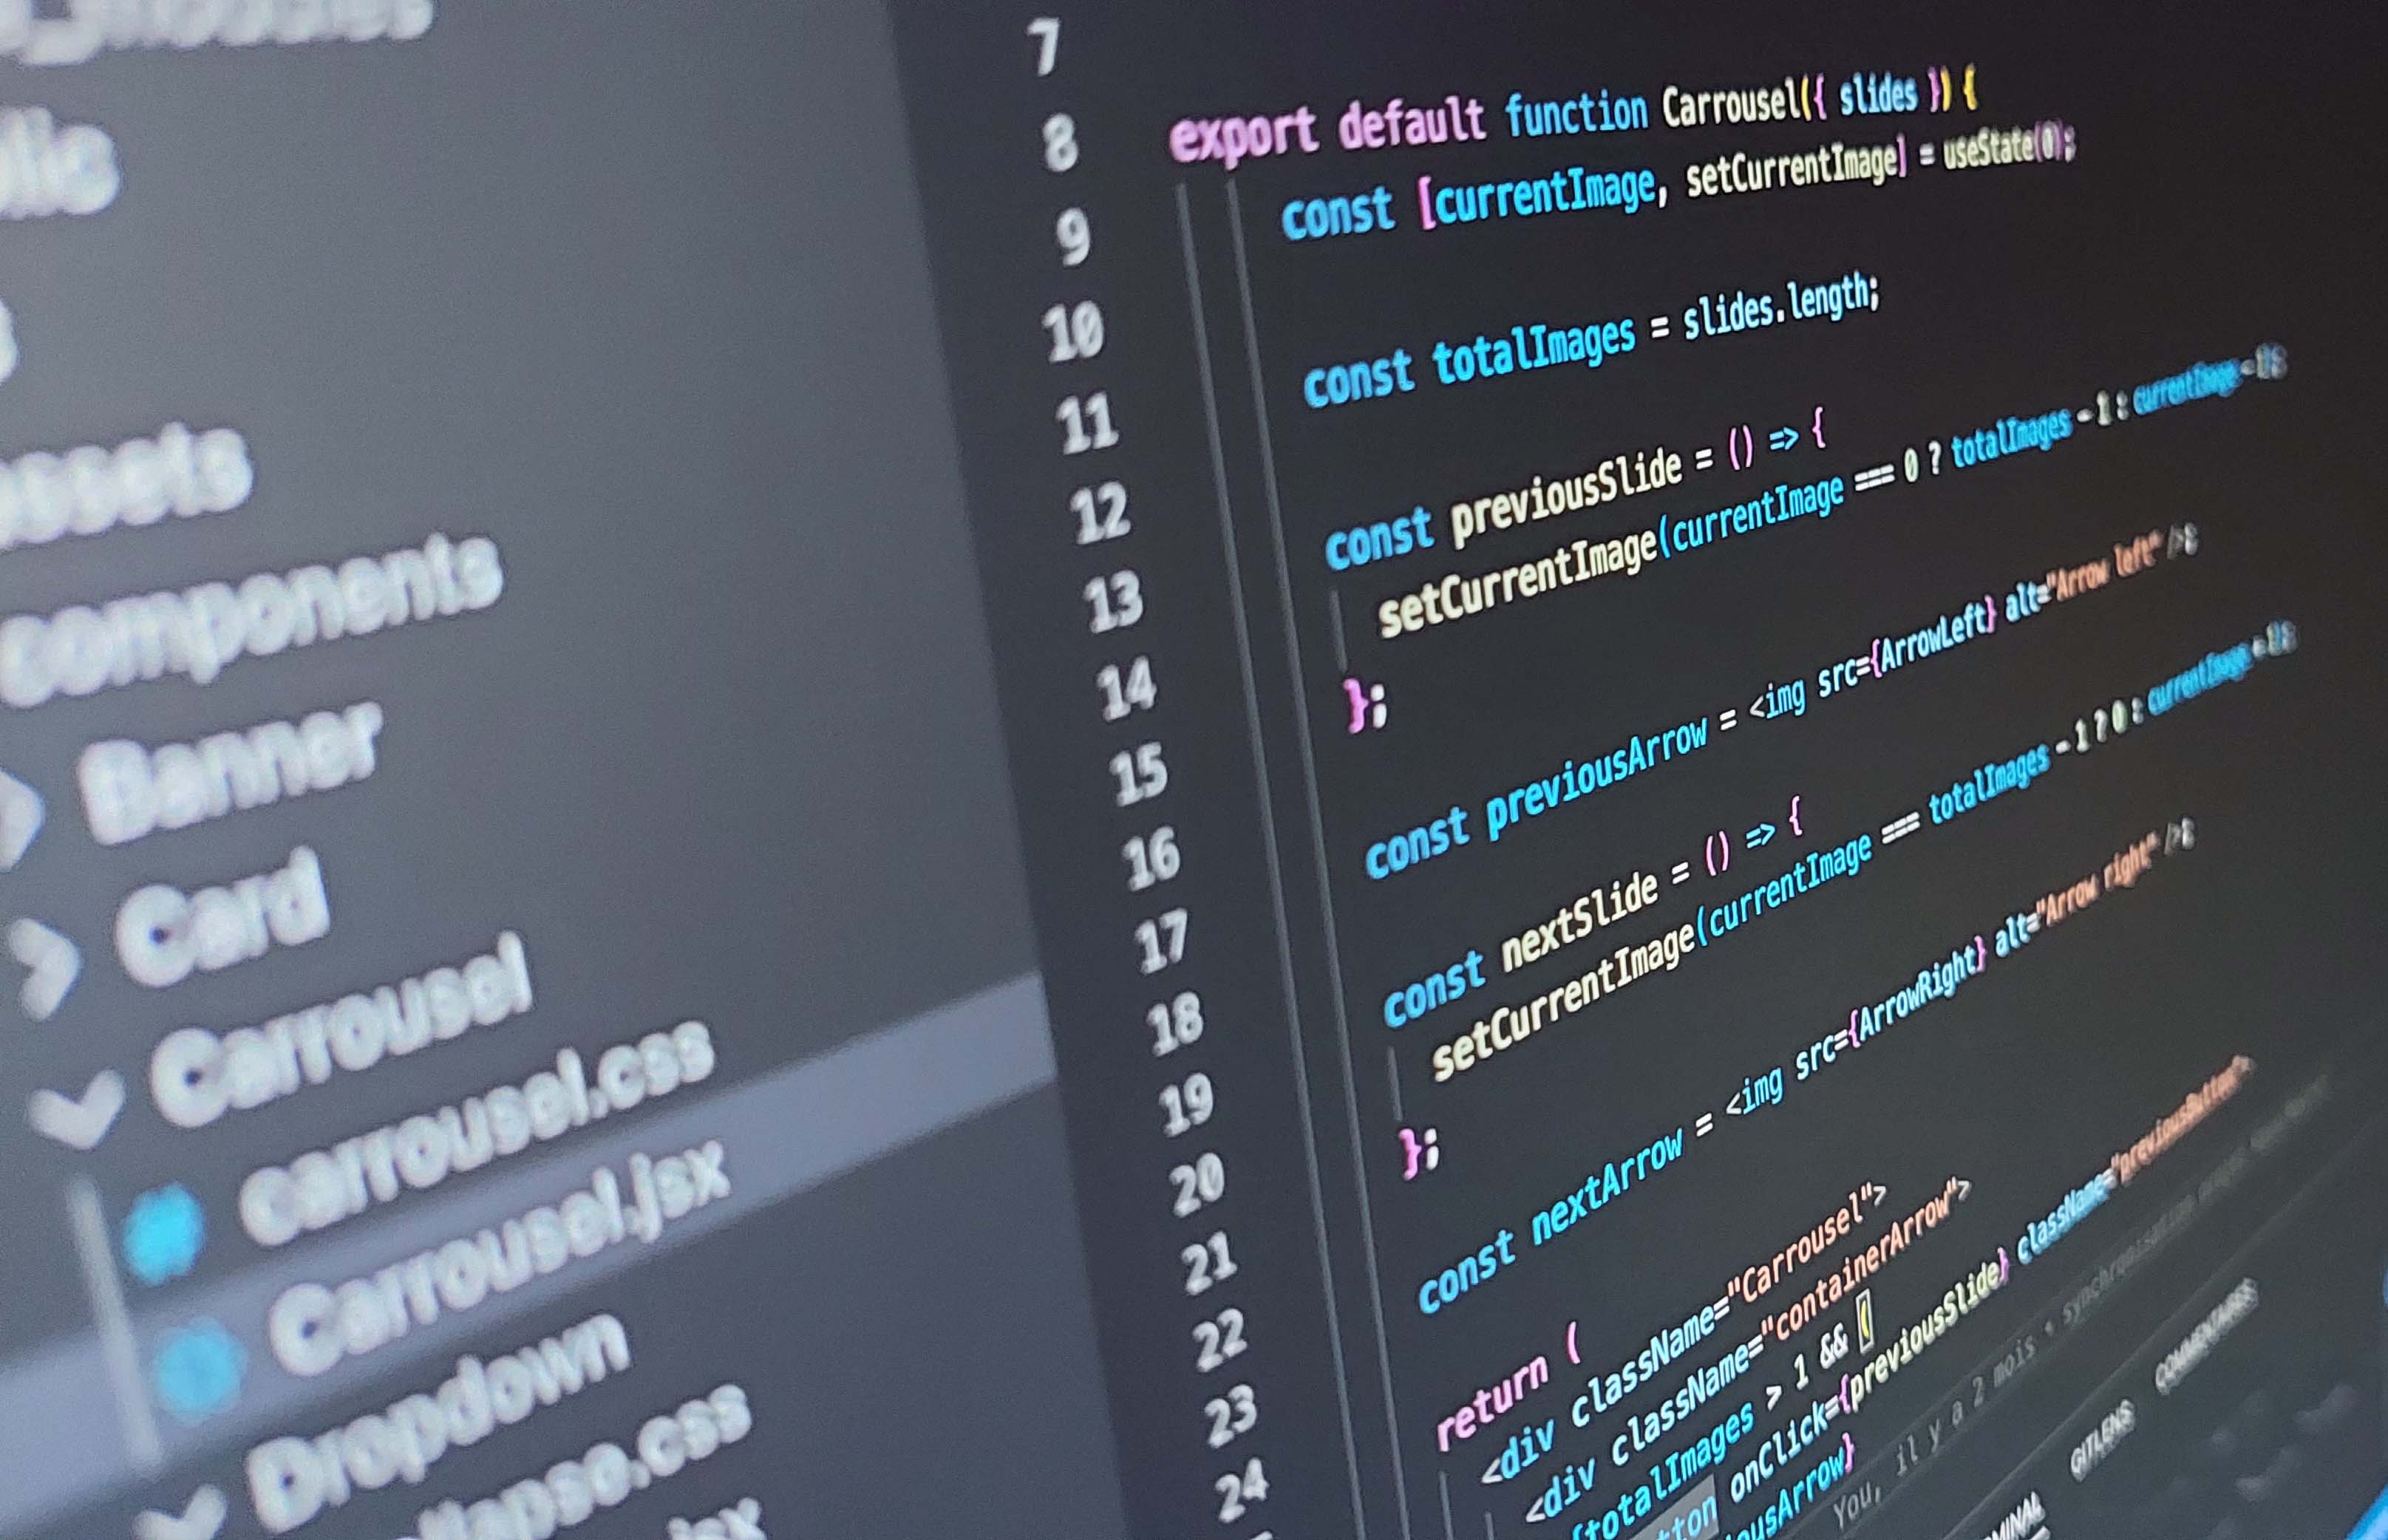 assets
components
Banner
Card
Carrousel
carrousel.css
Carrousel.jsx
Dropdown
7
8 export default function Carrousel({ slides }) {
9 const [currentImage, setCurrentImage] = useState(0);
10
11 const totalImages = slides.length;
12
13 const previousSlide = () => {
14 setCurrentImage(currentImage === 0 ? totalImages - 1 : currentImage - 1);
15 };
16
17 const previousArrow = <img src={ArrowLeft} alt="Arrow left" />;
18
19 const nextSlide = () => {
20 setCurrentImage(currentImage === totalImages - 1 ? 0 : currentImage + 1);
21 };
22
23 const nextArrow = <img src={ArrowRight} alt="Arrow right" />;
24
return (
<div className="Carrousel">
<div className="containerArrow">
{totalImages > 1 && (
onClick={previousSlide} className="previousButton">
You, il y a 2 mois • synchronisation
GITLENS COMMENTAIRES